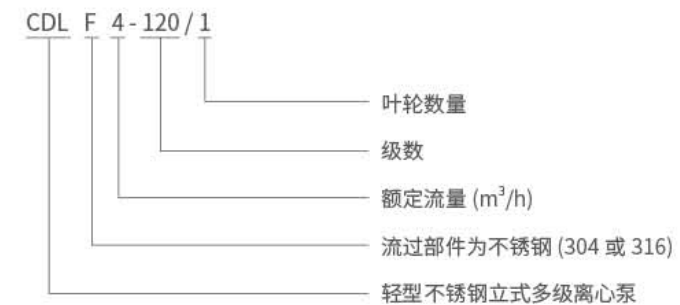 CDL F 4-120/1
叶轮数量
级数
额定流量 (m³/h)
流过部件为不锈钢 (304 或 316)
轻型不锈钢立式多级离心泵